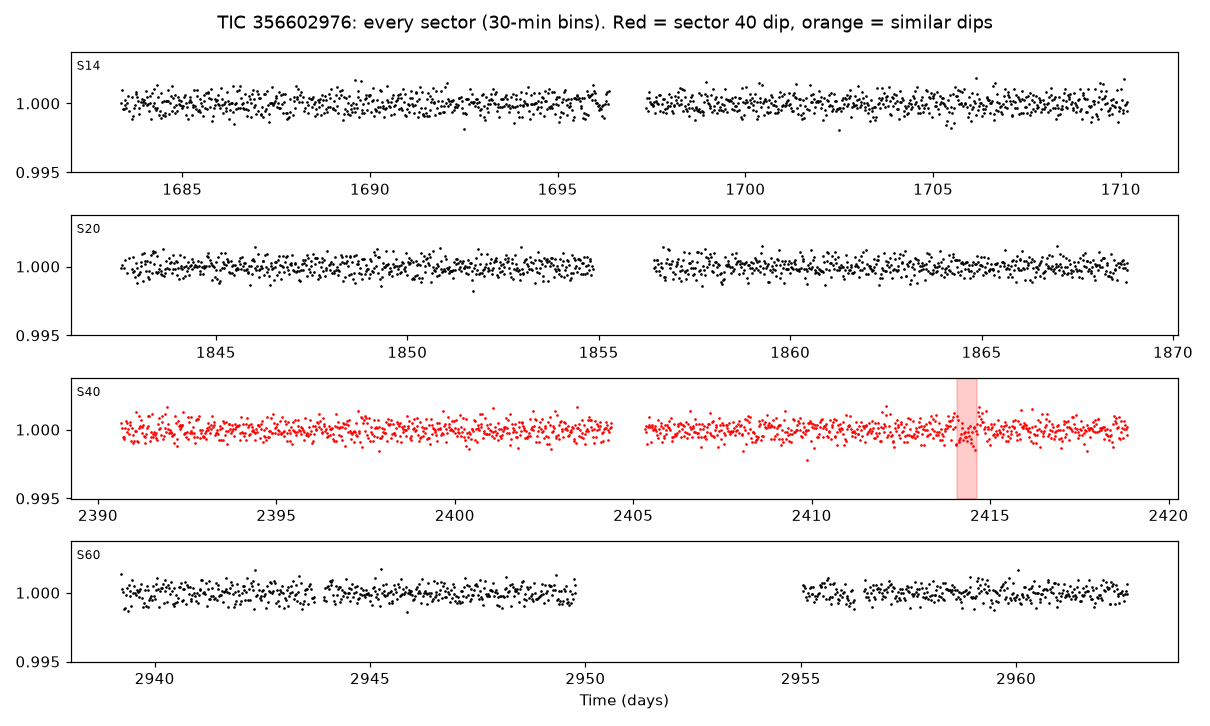 TIC 356602976: every sector (30-min bins). Red = sector 40 dip, orange = similar dips
S14
1.000
0.995
1685 1690 1695 1700 1705 1710
S20
1.000
0.995
1845 1850 1855 1860 1865 1870
S40
1.000
0.995
2390 2395 2400 2405 2410 2415 2420
S60
1.000
0.995
2940 2945 2950 2955 2960
Time (days)